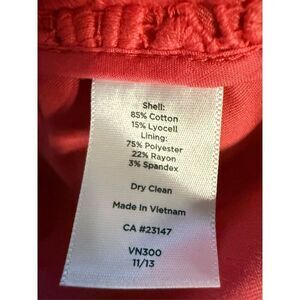 Shell:
85% Cotton
15% Lyocell
Lining:
75% Polyester
22% Rayon
3% Spandex
Dry Clean
Made In Vietnam
CA #23147
VN300
11/13